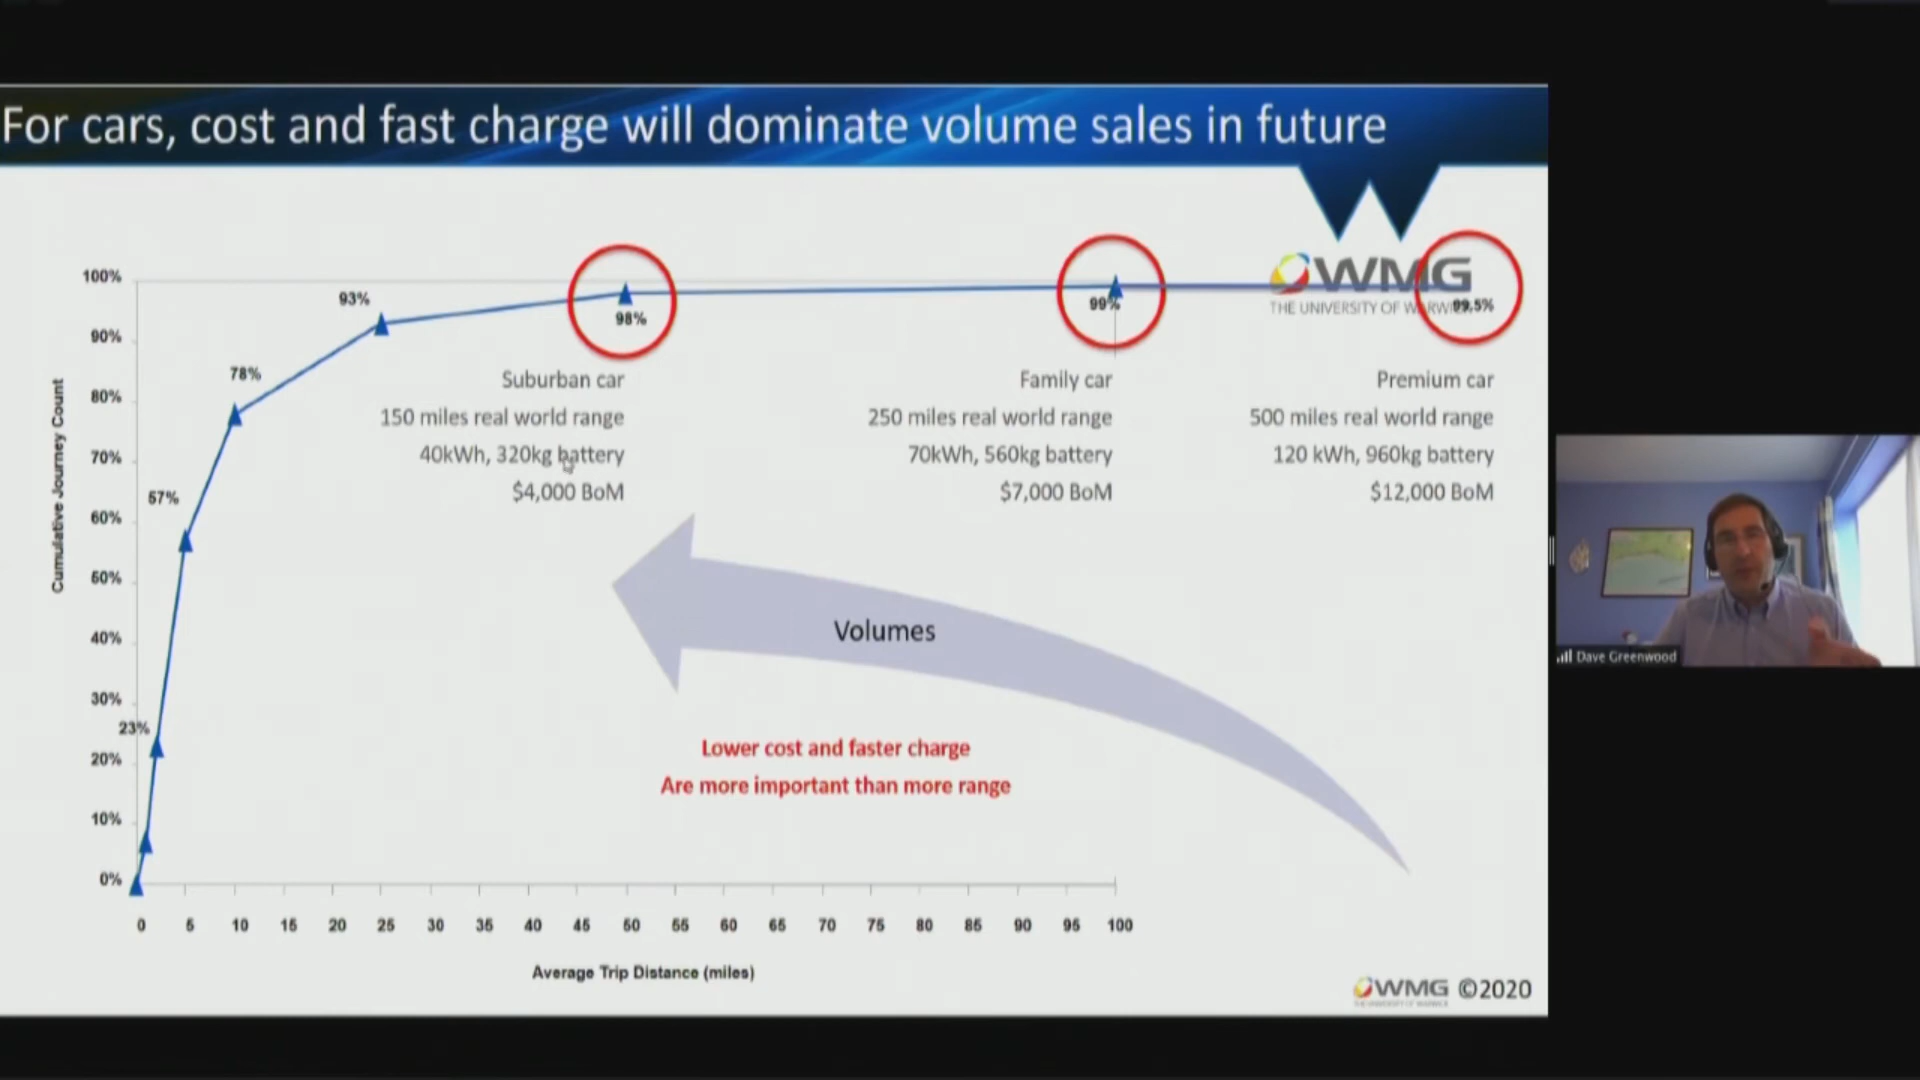 For cars, cost and fast charge will dominate volume sales in future
WMG
THE UNIVERSITY OF WARWICK
100%
90%
80%
70%
60%
50%
40%
30%
20%
10%
0%
Cumulative Journey Count
23%
57%
78%
93%
98%
99%
99.5%
Suburban car
150 miles real world range
40kWh, 320kg battery
$4,000 BoM
Family car
250 miles real world range
70kWh, 560kg battery
$7,000 BoM
Premium car
500 miles real world range
120 kWh, 960kg battery
$12,000 BoM
Volumes
Lower cost and faster charge
Are more important than more range
0 5 10 15 20 25 30 35 40 45 50 55 60 65 70 75 80 85 90 95 100
Average Trip Distance (miles)
WMG ©2020
THE UNIVERSITY OF WARWICK
Dave Greenwood